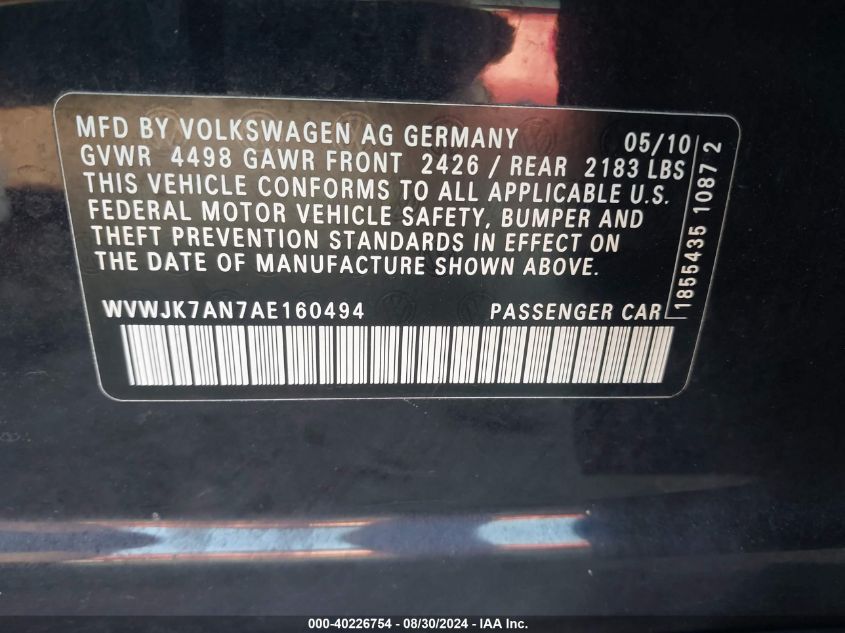 MFD BY VOLKSWAGEN AG GERMANY 05/10
GVWR 4498 GAWR FRONT 2426 / REAR 2183 LBS
THIS VEHICLE CONFORMS TO ALL APPLICABLE U.S.
FEDERAL MOTOR VEHICLE SAFETY, BUMPER AND
THEFT PREVENTION STANDARDS IN EFFECT ON
THE DATE OF MANUFACTURE SHOWN ABOVE.
WVWJK7AN7AE160494 PASSENGER CAR
1855435 1087 2
000-40226754 - 08/30/2024 - IAA Inc.